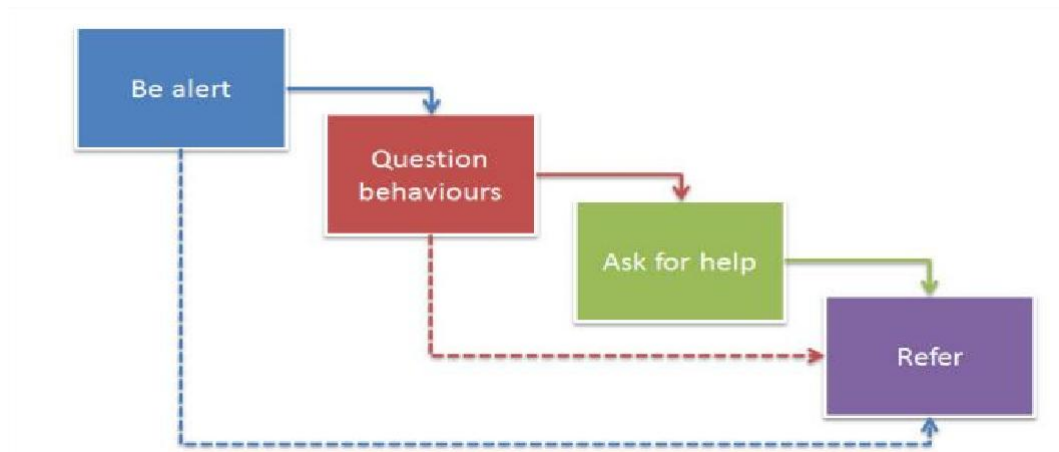 Be alert
Question
behaviours
Ask for help
Refer